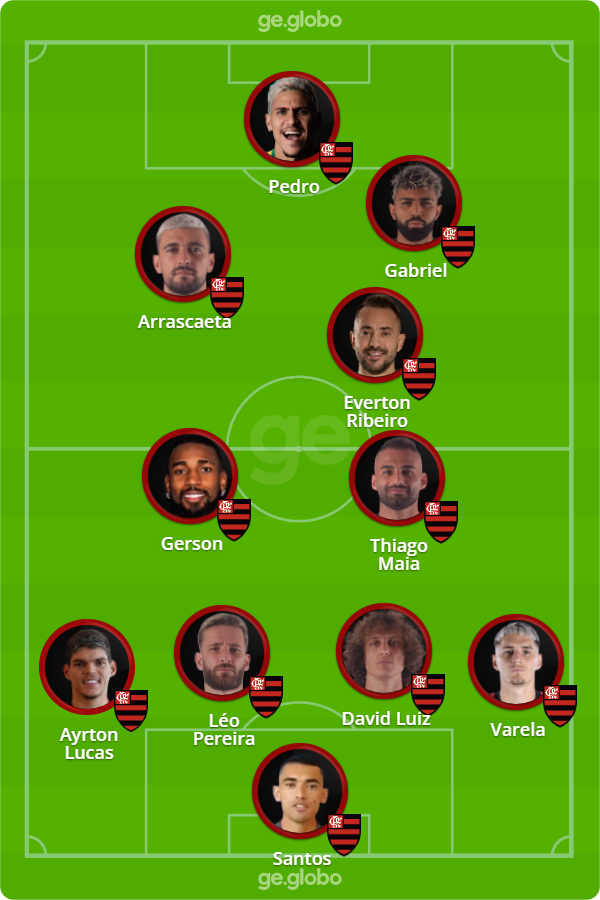 ge.globo
Pedro
Gabriel
Arrascaeta
Everton
Ribeiro
ge
Gerson
Thiago
Maia
Ayrton
Lucas
Léo
Pereira
David Luiz
Varela
Santos
ge.globo